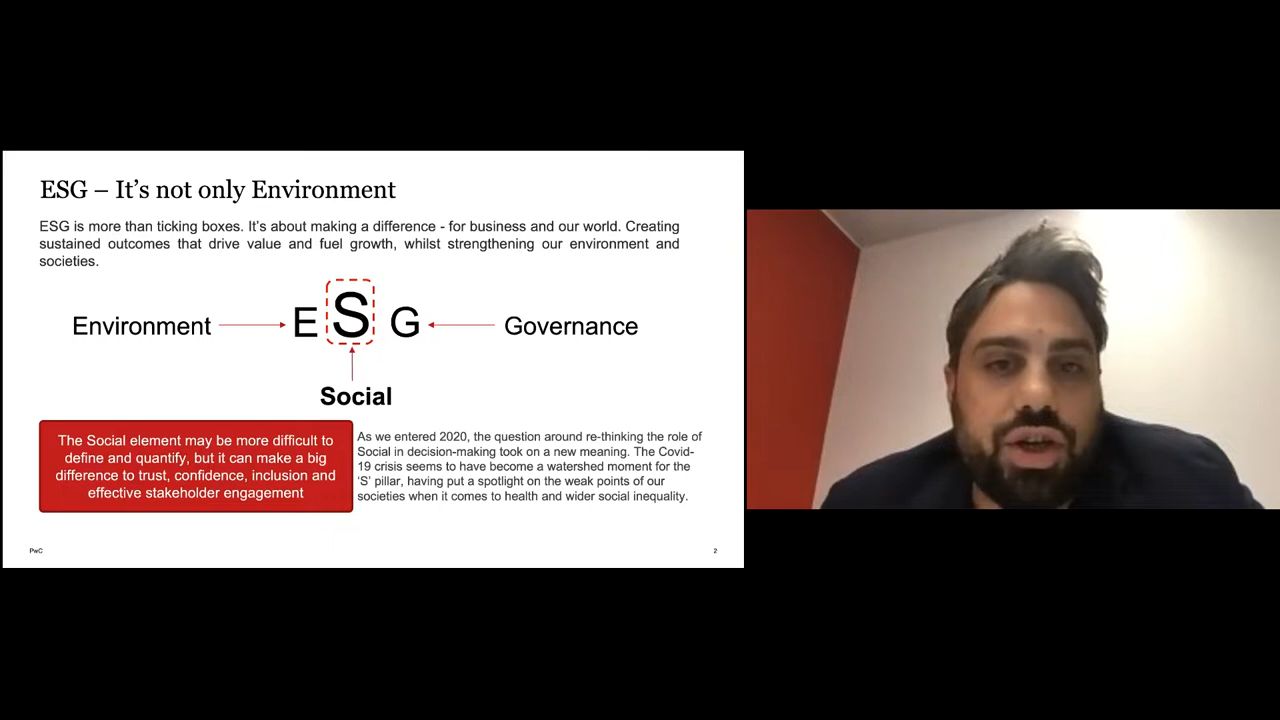 ESG – It's not only Environment
ESG is more than ticking boxes. It's about making a difference - for business and our world. Creating
sustained outcomes that drive value and fuel growth, whilst strengthening our environment and
societies.
Environment
E S G
Governance
Social
The Social element may be more difficult to
define and quantify, but it can make a big
difference to trust, confidence, inclusion and
effective stakeholder engagement
As we entered 2020, the question around re-thinking the role of
Social in decision-making took on a new meaning. The Covid-
19 crisis seems to have become a watershed moment for the
'S' pillar, having put a spotlight on the weak points of our
societies when it comes to health and wider social inequality.
PwC
2